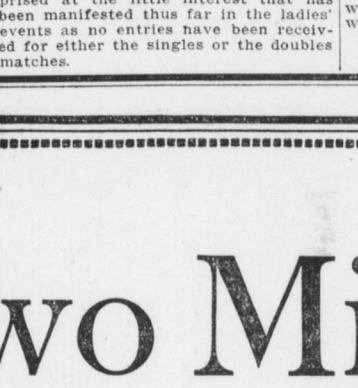 prised at the little interest that has
been manifested thus far in the ladies'
events as no entries have been receiv-
ed for either the singles or the doubles
matches.
wo Mi